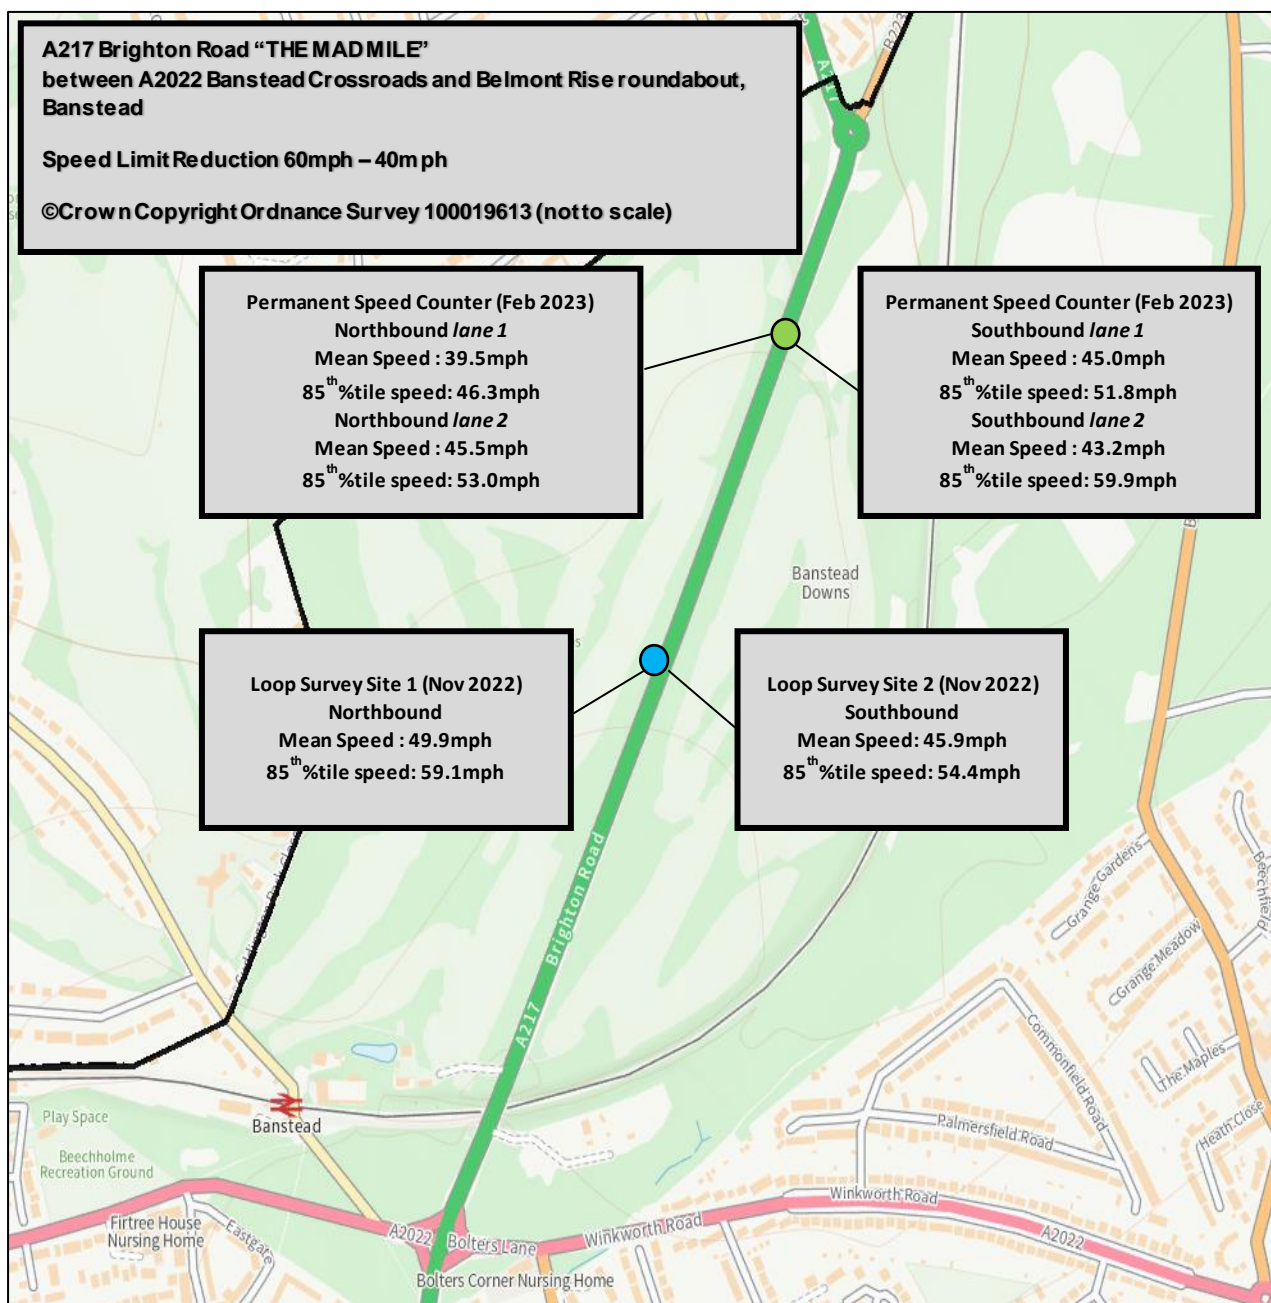 A217 Brighton Road “THE MAD MILE”
between A2022 Banstead Crossroads and Belmont Rise roundabout,
Banstead
Speed Limit Reduction 60mph – 40mph
©Crown Copyright Ordnance Survey 100019613 (not to scale)
A217
B223
Permanent Speed Counter (Feb 2023)
Northbound lane 1
Mean Speed : 39.5mph
85th%tile speed: 46.3mph
Northbound lane 2
Mean Speed : 45.5mph
85th%tile speed: 53.0mph
Permanent Speed Counter (Feb 2023)
Southbound lane 1
Mean Speed : 45.0mph
85th%tile speed: 51.8mph
Southbound lane 2
Mean Speed : 43.2mph
85th%tile speed: 59.9mph
Banstead
Downs
Loop Survey Site 1 (Nov 2022)
Northbound
Mean Speed : 49.9mph
85th%tile speed: 59.1mph
Loop Survey Site 2 (Nov 2022)
Southbound
Mean Speed: 45.9mph
85th%tile speed: 54.4mph
A217 Brighton Road
Grange Gardens
Beechfield
Grange Meadow
Commonfield Road
The Maples
Heath Close
Palmersfield Road
Banstead
Play Space
Beechholme
Recreation Ground
Firtree House
Nursing Home
Eastgate
A2022
Bolters Lane
Winkworth Road
Winkworth Road
A2022
Bolters Corner Nursing Home